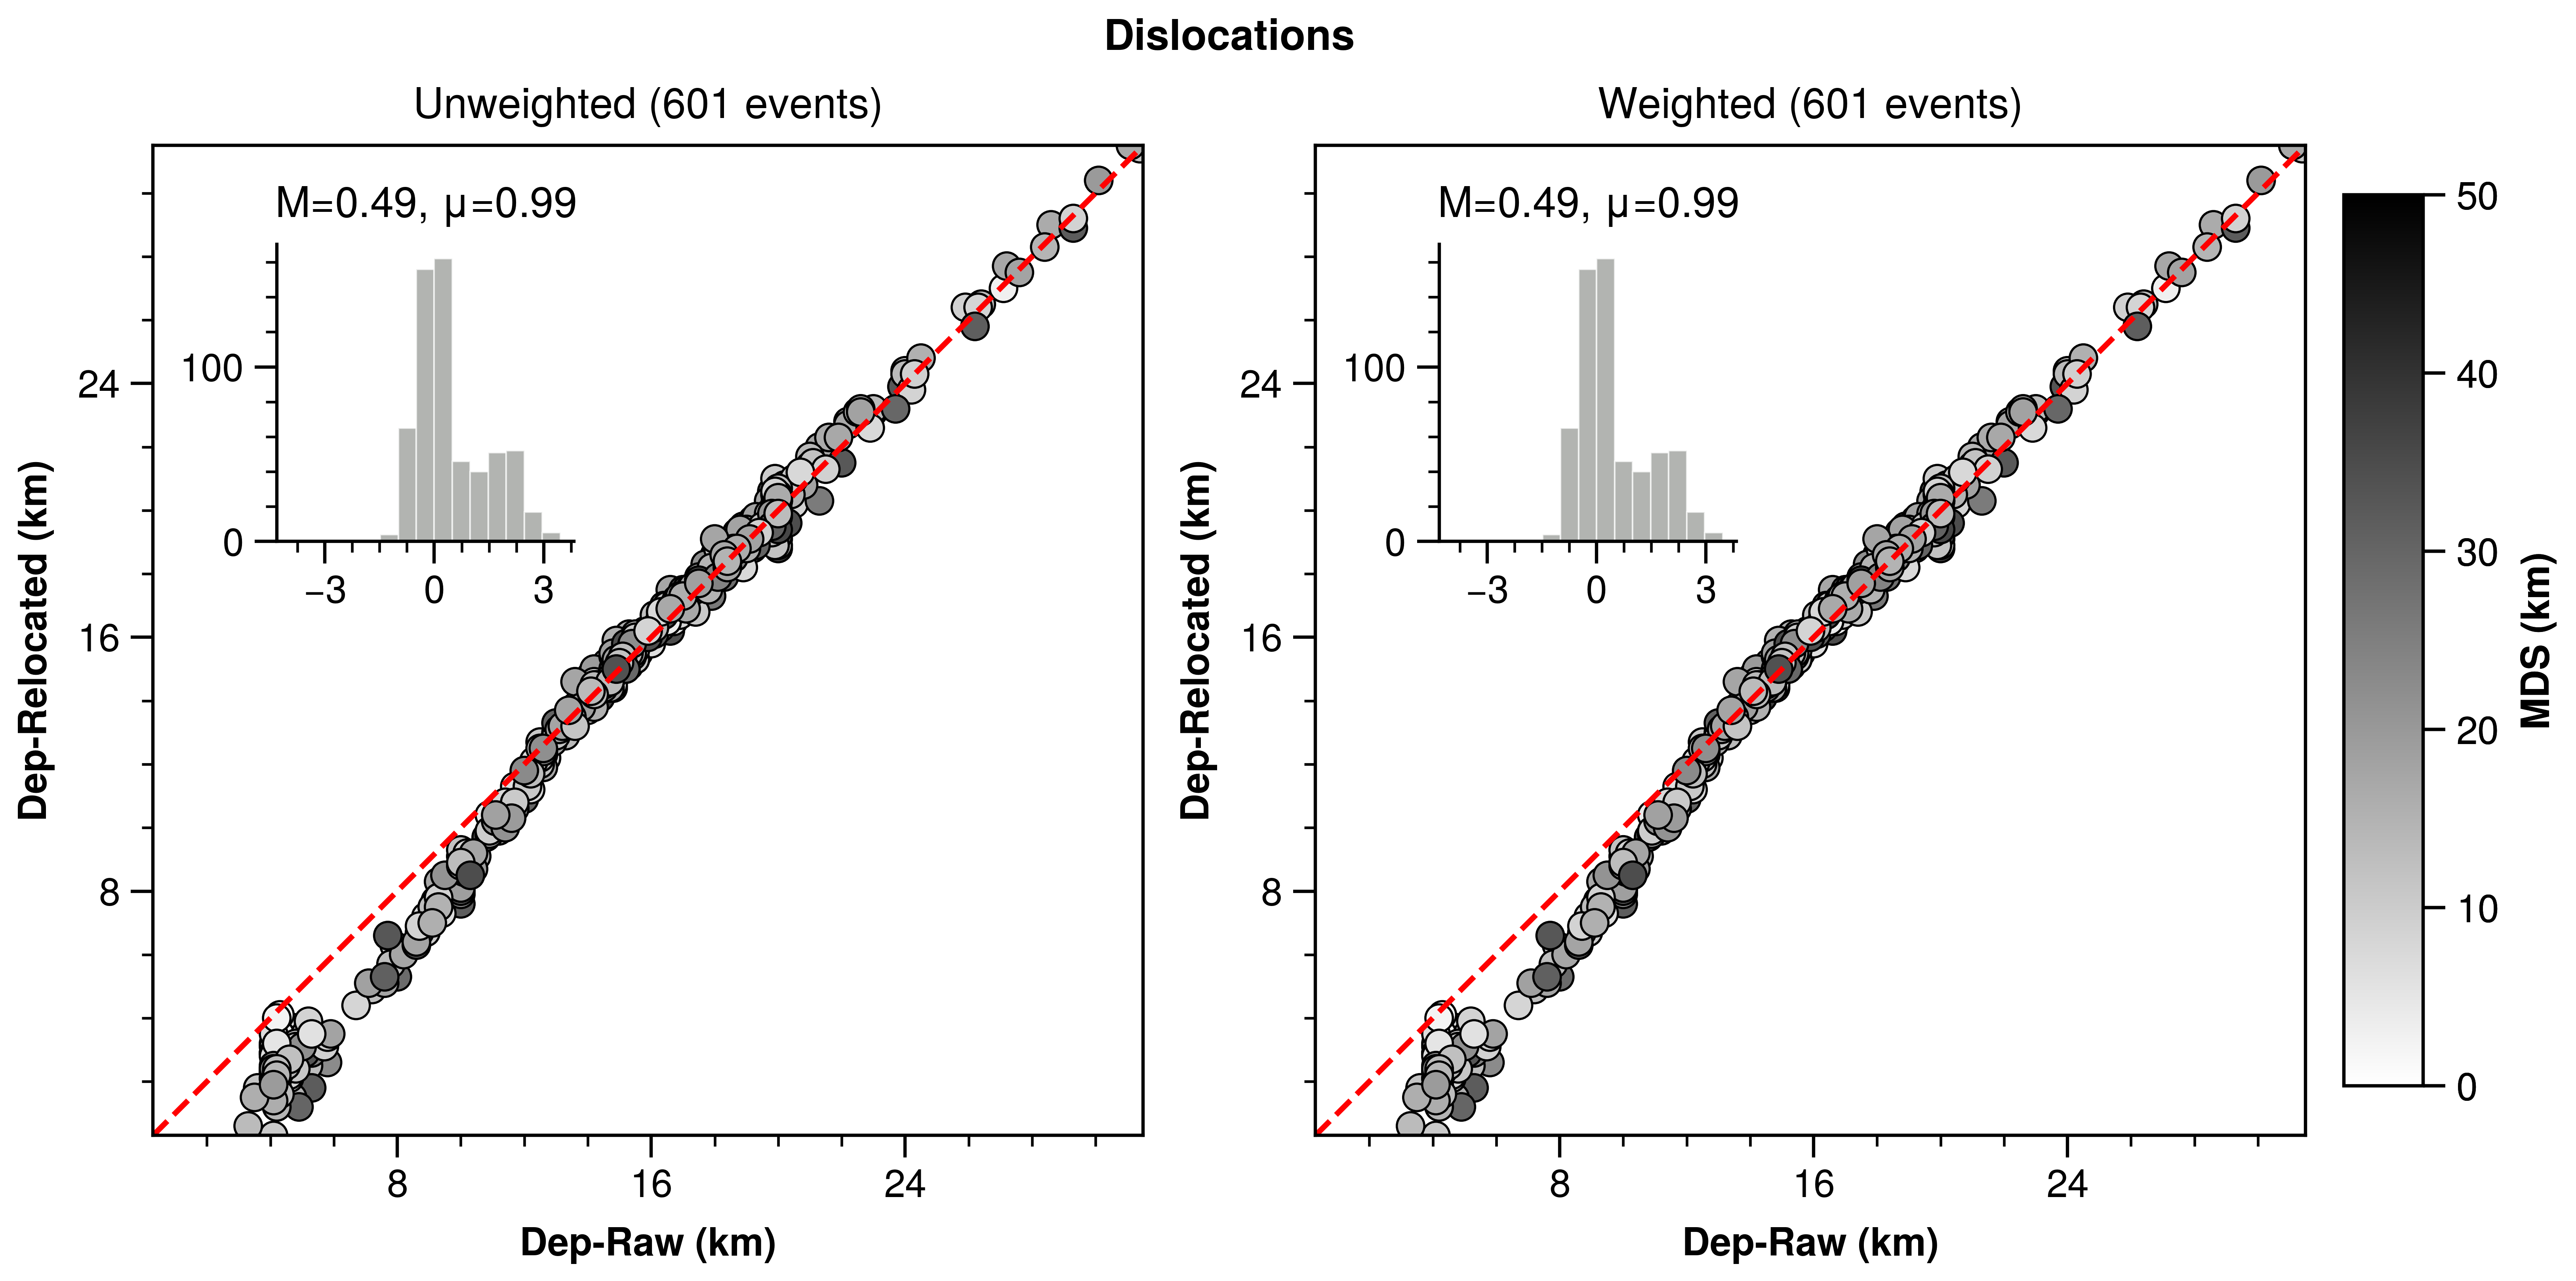 Dislocations
Unweighted (601 events)
M=0.49, μ=0.99
100
0
−3 0 3
24
16
8
8 16 24
Dep-Relocated (km)
Dep-Raw (km)
Weighted (601 events)
M=0.49, μ=0.99
100
0
−3 0 3
24
16
8
8 16 24
Dep-Relocated (km)
Dep-Raw (km)
50
40
30
20
10
0
MDS (km)